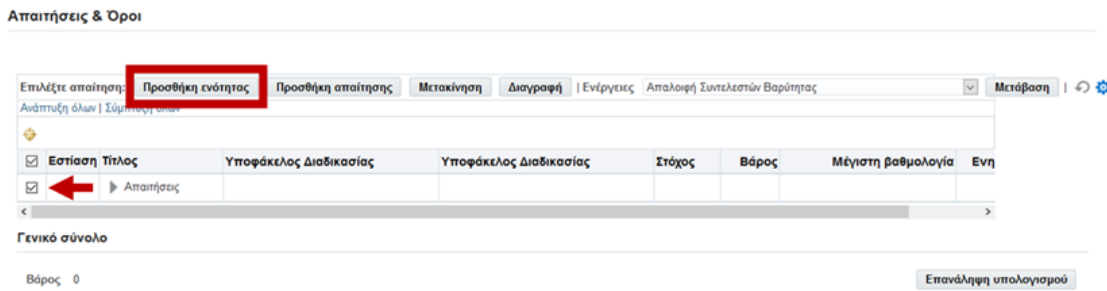 Απαιτήσεις & Όροι
Επιλέξτε απαίτηση: Προσθήκη ενότητας Προσθήκη απαίτησης Μετακίνηση Διαγραφή | Ενέργειες Απαλοιφή Συντελεστών Βαρύτητας Μετάβαση |
Ανάπτυξη όλων | Σύμπτυξη όλων
Εστίαση Τίτλος Υποφάκελος Διαδικασίας Υποφάκελος Διαδικασίας Στόχος Βάρος Μέγιστη βαθμολογία Ενη
Απαιτήσεις
Γενικό σύνολο
Βάρος 0 Επανάληψη υπολογισμού